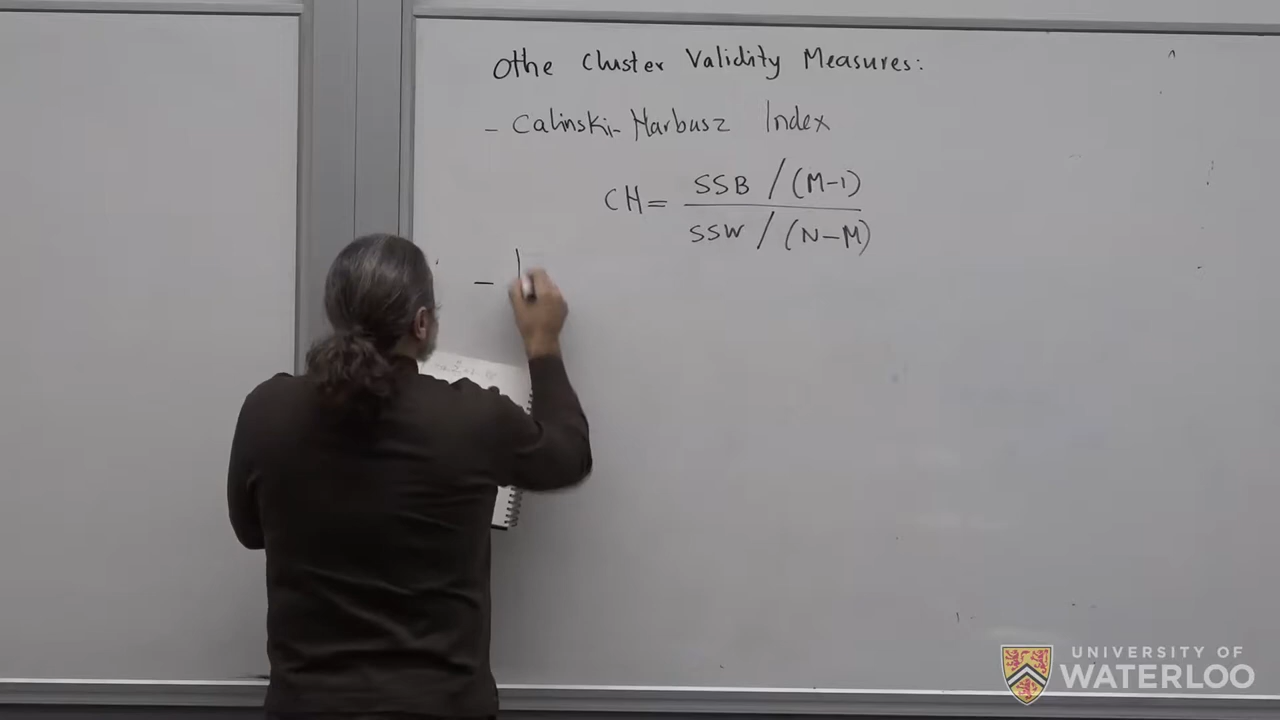 Othe Cluster Validity Measures:
- Calinski-Harbusz Index
CH = SSB / (M-1)
SSW / (N-M)
-
UNIVERSITY OF
WATERLOO